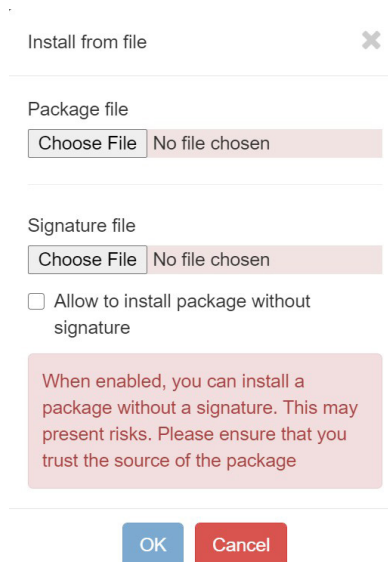 Install from file
Package file
Choose File No file chosen
Signature file
Choose File No file chosen
Allow to install package without
signature
When enabled, you can install a
package without a signature. This may
present risks. Please ensure that you
trust the source of the package
OK Cancel